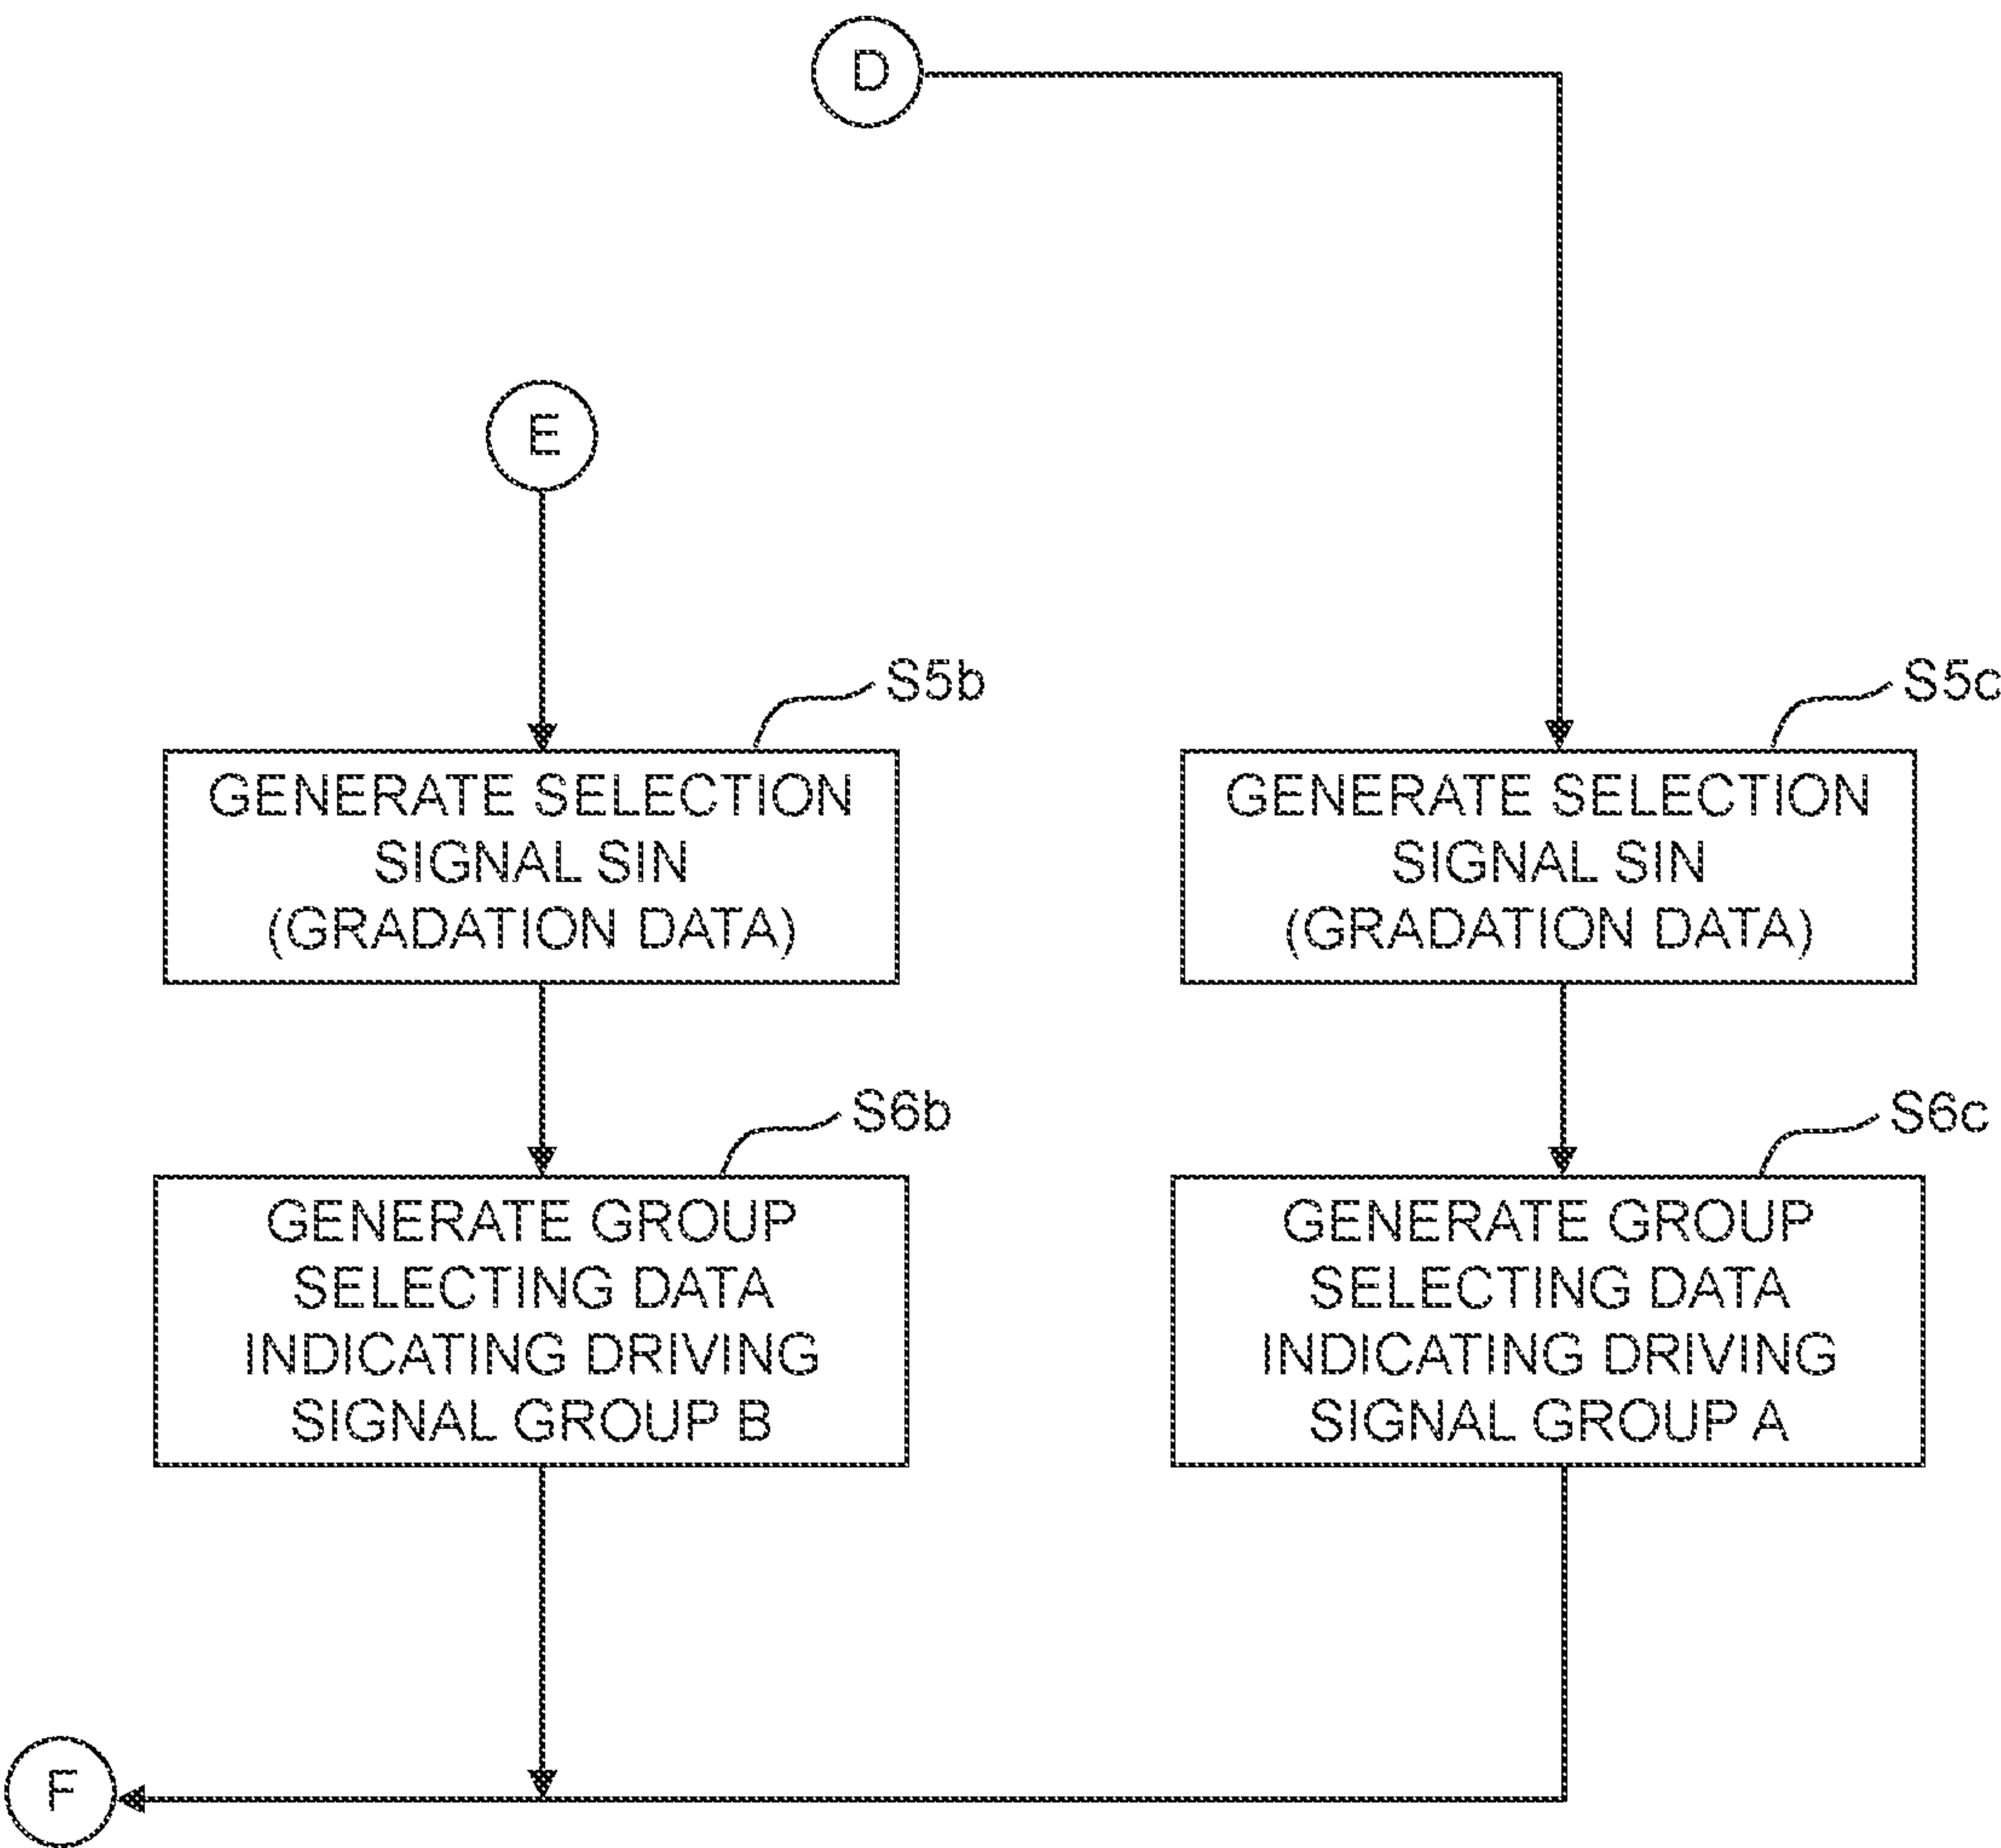 D
E
S5b
GENERATE SELECTION
SIGNAL SIN
(GRADATION DATA)
S5c
GENERATE SELECTION
SIGNAL SIN
(GRADATION DATA)
S6b
GENERATE GROUP
SELECTING DATA
INDICATING DRIVING
SIGNAL GROUP B
S6c
GENERATE GROUP
SELECTING DATA
INDICATING DRIVING
SIGNAL GROUP A
F